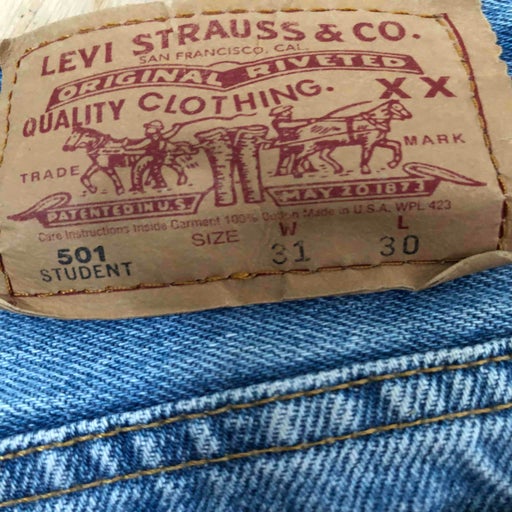 LEVI STRAUSS & CO.
SAN FRANCISCO, CAL.
ORIGINAL RIVETED
QUALITY CLOTHING. XX
TRADE MARK
PATENTED IN U.S. MAY 20 1873
Care Instructions Inside Garment 100% Cotton Made in U.S.A. WPL 423
501 SIZE W L
STUDENT 31 30